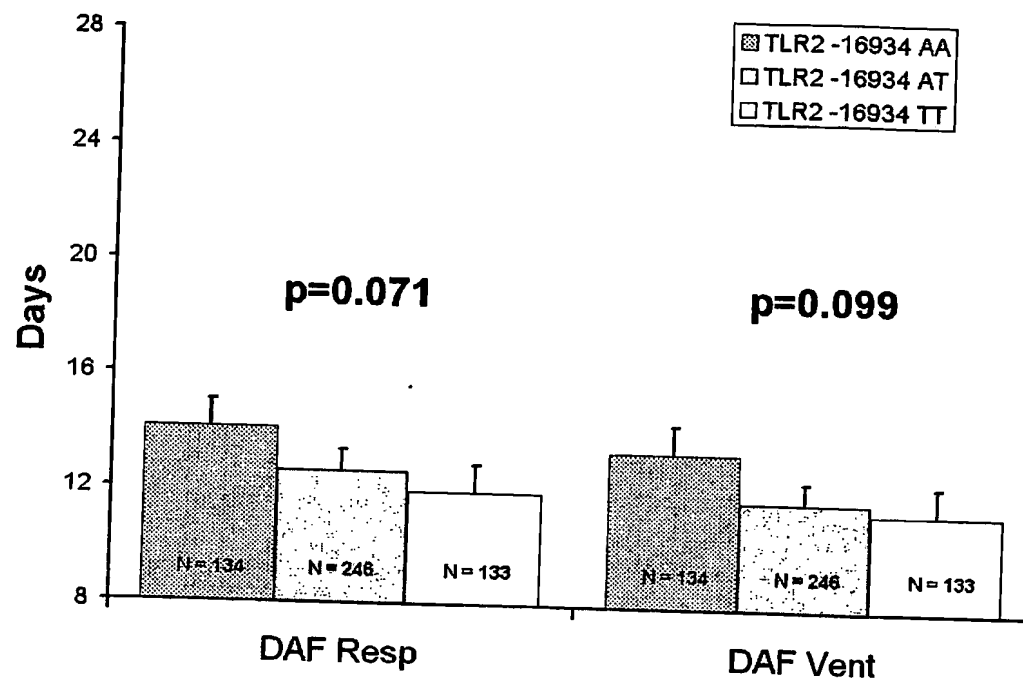 28
24
20
16
12
8
Days
TLR2 -16934 AA
TLR2 -16934 AT
TLR2 -16934 TT
p=0.071
p=0.099
N = 134
N = 246
N = 133
N = 134
N = 246
N = 133
DAF Resp
DAF Vent